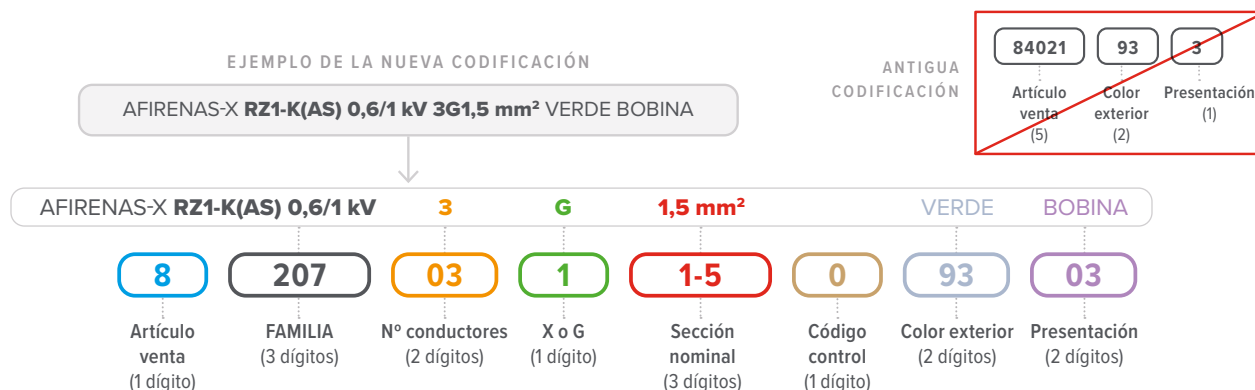 EJEMPLO DE LA NUEVA CODIFICACIÓN
AFIRENAS-X RZ1-K(AS) 0,6/1 kV 3G1,5 mm² VERDE BOBINA
ANTIGUA
CODIFICACIÓN
84021 93 3
Artículo venta (5)
Color exterior (2)
Presentación (1)
AFIRENAS-X RZ1-K(AS) 0,6/1 kV 3 G 1,5 mm² VERDE BOBINA
8 207 03 1 1-5 0 93 03
Artículo venta (1 dígito)
FAMILIA (3 dígitos)
Nº conductores (2 dígitos)
X o G (1 dígito)
Sección nominal (3 dígitos)
Código control (1 dígito)
Color exterior (2 dígitos)
Presentación (2 dígitos)